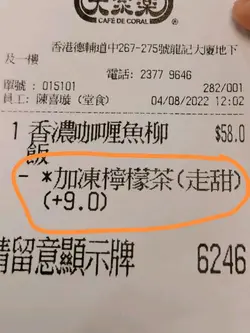 大家樂
CAFÉ DE CORAL
香港德輔道中267-275號龍記大廈地下
及一樓
電話: 2377 9646
單號 : 015101 282/001
員工: 陳喜璇 (堂食) 04/08/2022 12:02
1 香濃咖喱魚柳 $58.0
飯
- *加凍檸檬茶(走甜)
(+9.0)
請留意顯示牌 6246